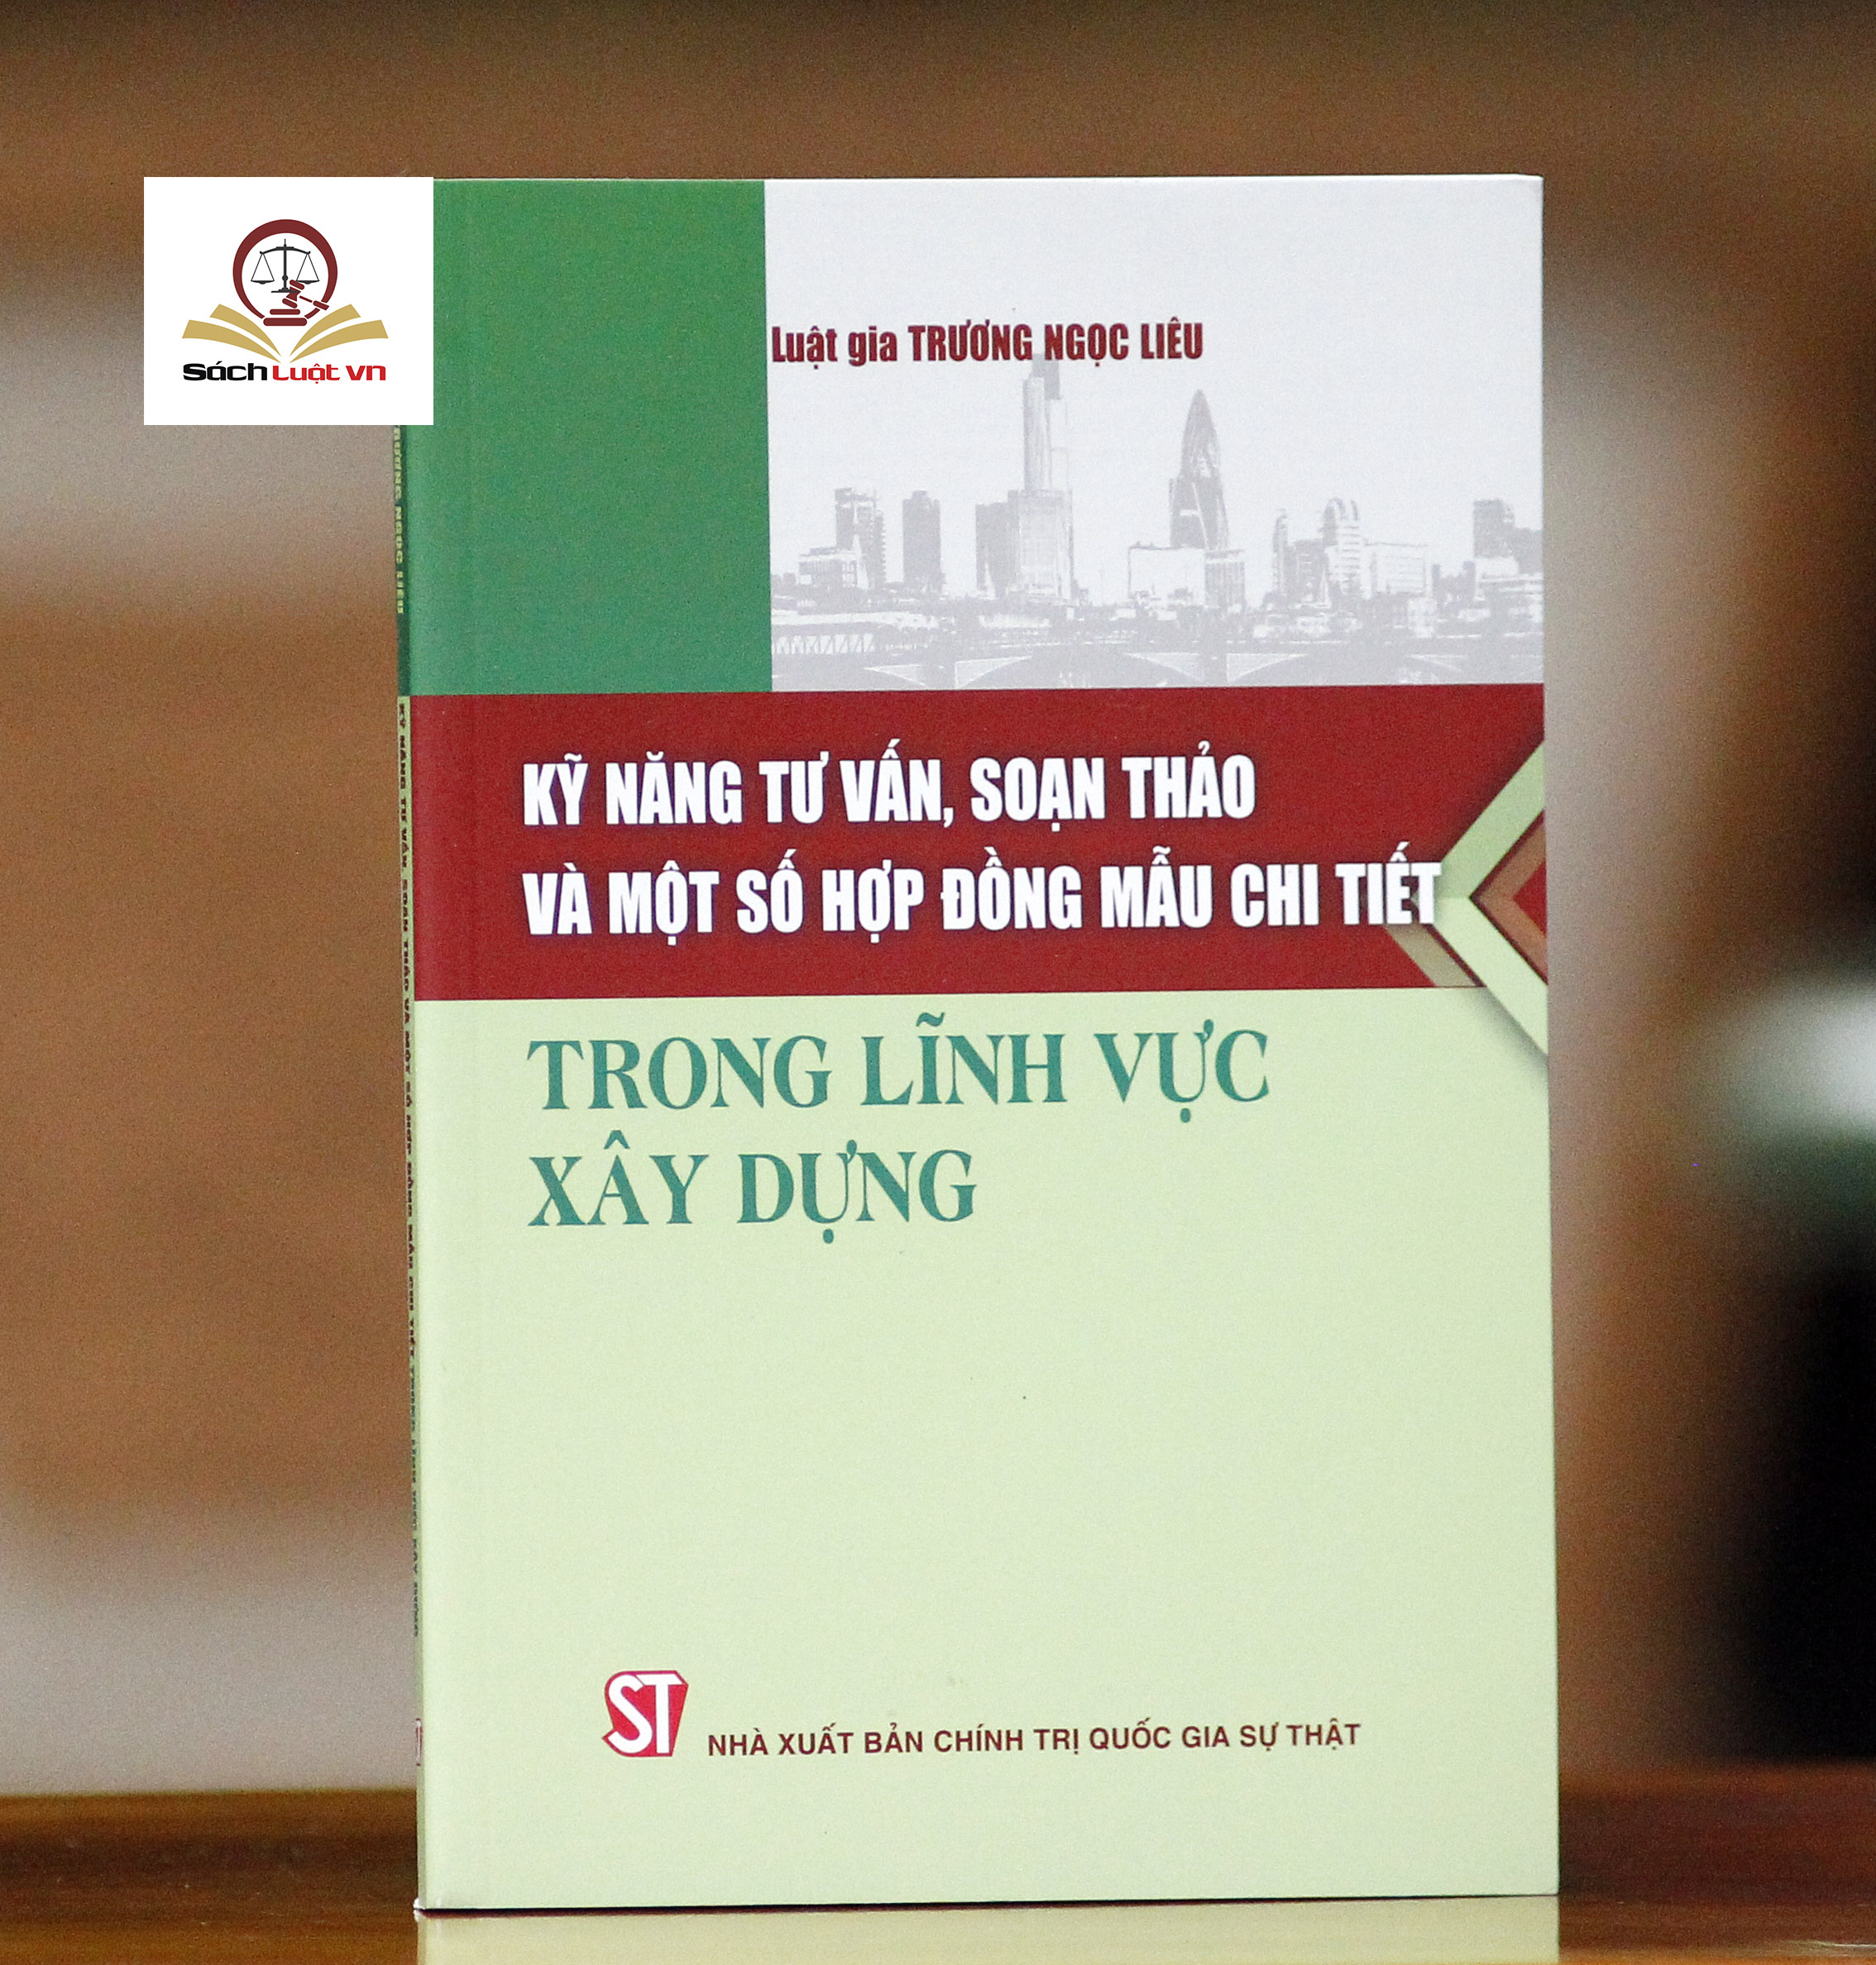 Sách Luật vn
Luật gia TRƯƠNG NGỌC LIÊU
KỸ NĂNG TƯ VẤN, SOẠN THẢO
VÀ MỘT SỐ HỢP ĐỒNG MẪU CHI TIẾT
TRONG LĨNH VỰC
XÂY DỰNG
ST
NHÀ XUẤT BẢN CHÍNH TRỊ QUỐC GIA SỰ THẬT